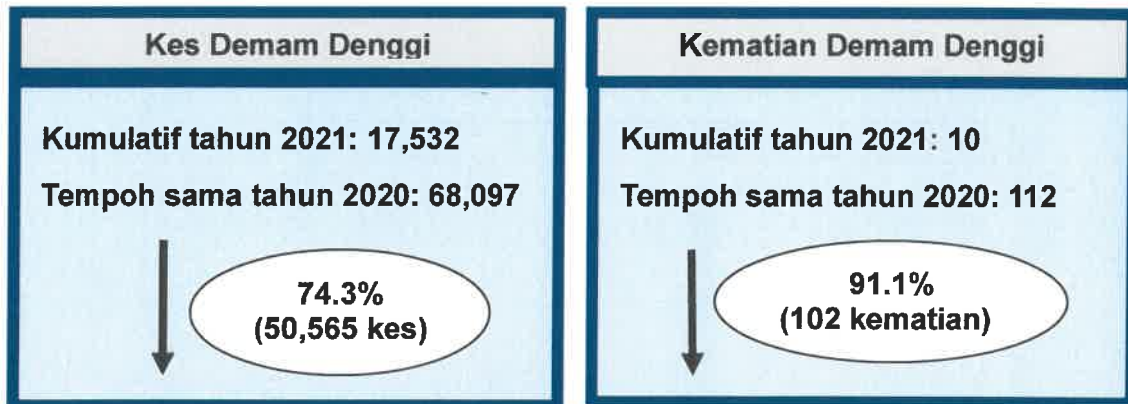 Kes Demam Denggi
Kumulatif tahun 2021: 17,532
Tempoh sama tahun 2020: 68,097
74.3%
(50,565 kes)
Kematian Demam Denggi
Kumulatif tahun 2021: 10
Tempoh sama tahun 2020: 112
91.1%
(102 kematian)